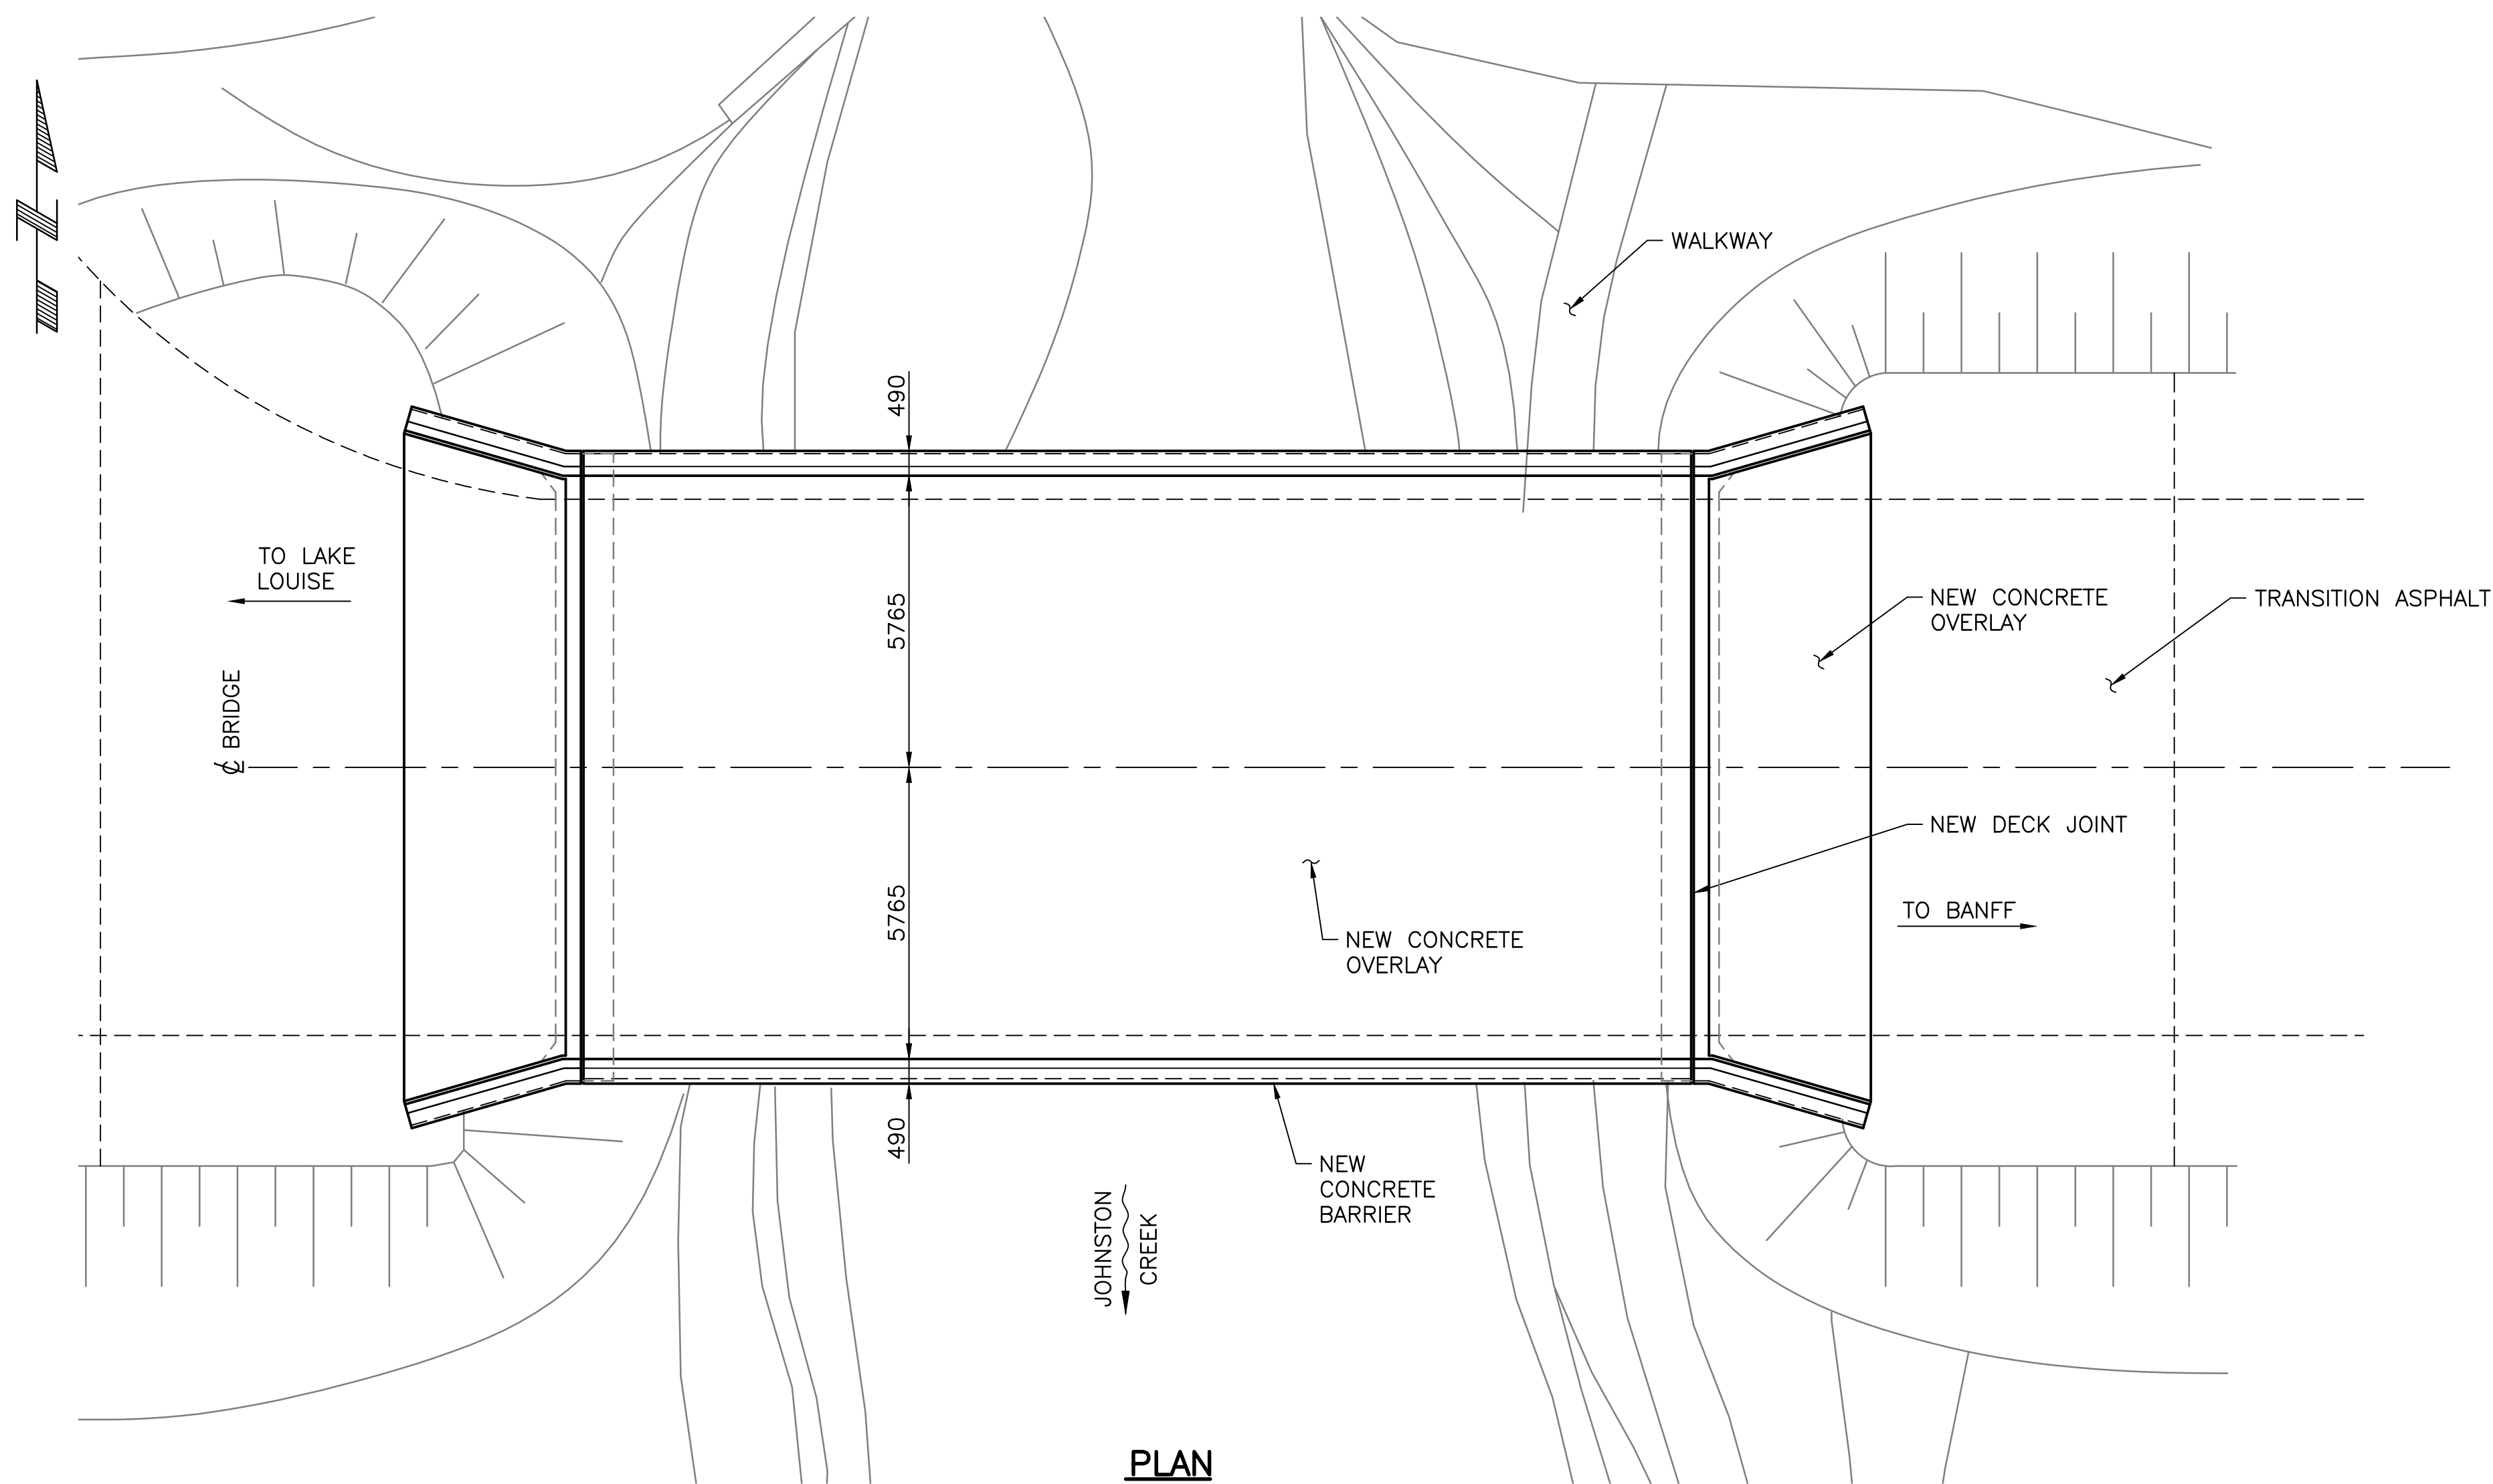 N
WALKWAY
490
TO LAKE
LOUISE
5765
NEW CONCRETE
OVERLAY
TRANSITION ASPHALT
℄ BRIDGE
NEW DECK JOINT
5765
TO BANFF
NEW CONCRETE
OVERLAY
490
NEW
CONCRETE
BARRIER
JOHNSTON
CREEK
PLAN